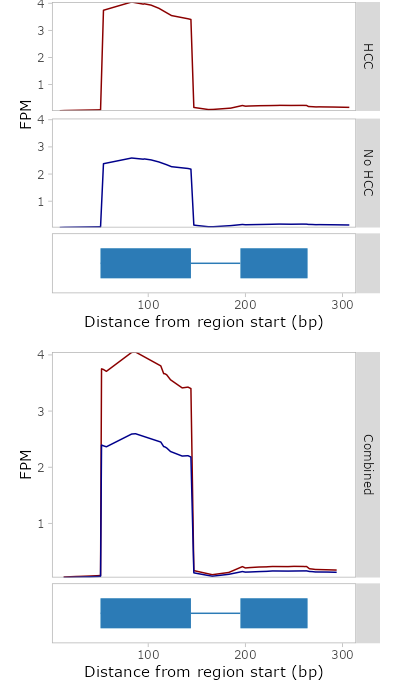 4
3
2
1
HCC
FPM
4
3
2
1
No HCC
100
200
300
Distance from region start (bp)
4
3
2
1
FPM
Combined
100
200
300
Distance from region start (bp)